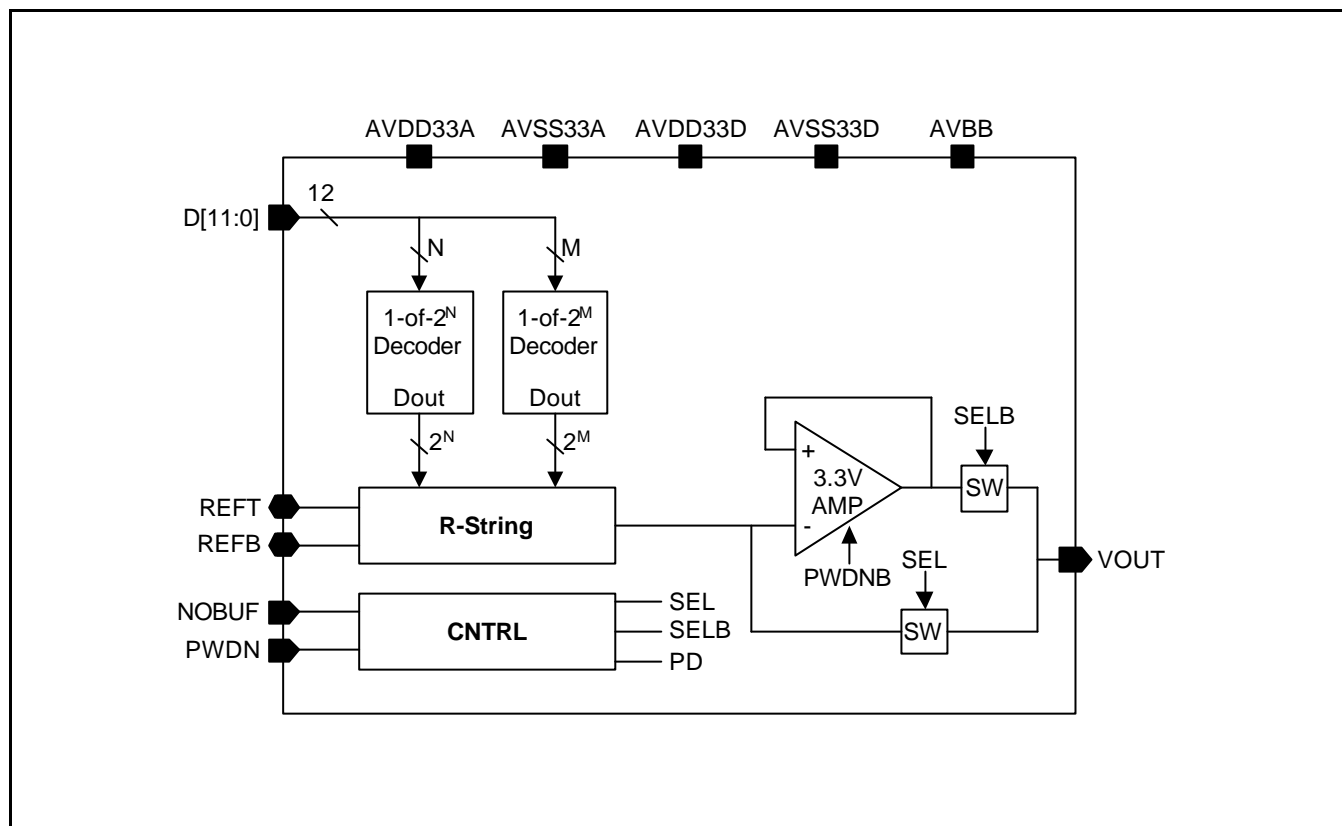 AVDD33A AVSS33A AVDD33D AVSS33D AVBB
D[11:0]
12
N
M
1-of-2ᴺ
Decoder
Dout
1-of-2ᴹ
Decoder
Dout
2ᴺ
2ᴹ
REFT
REFB
R-String
+
3.3V
AMP
-
PWDNB
SELB
SW
SEL
SW
VOUT
NOBUF
PWDN
CNTRL
SEL
SELB
PD